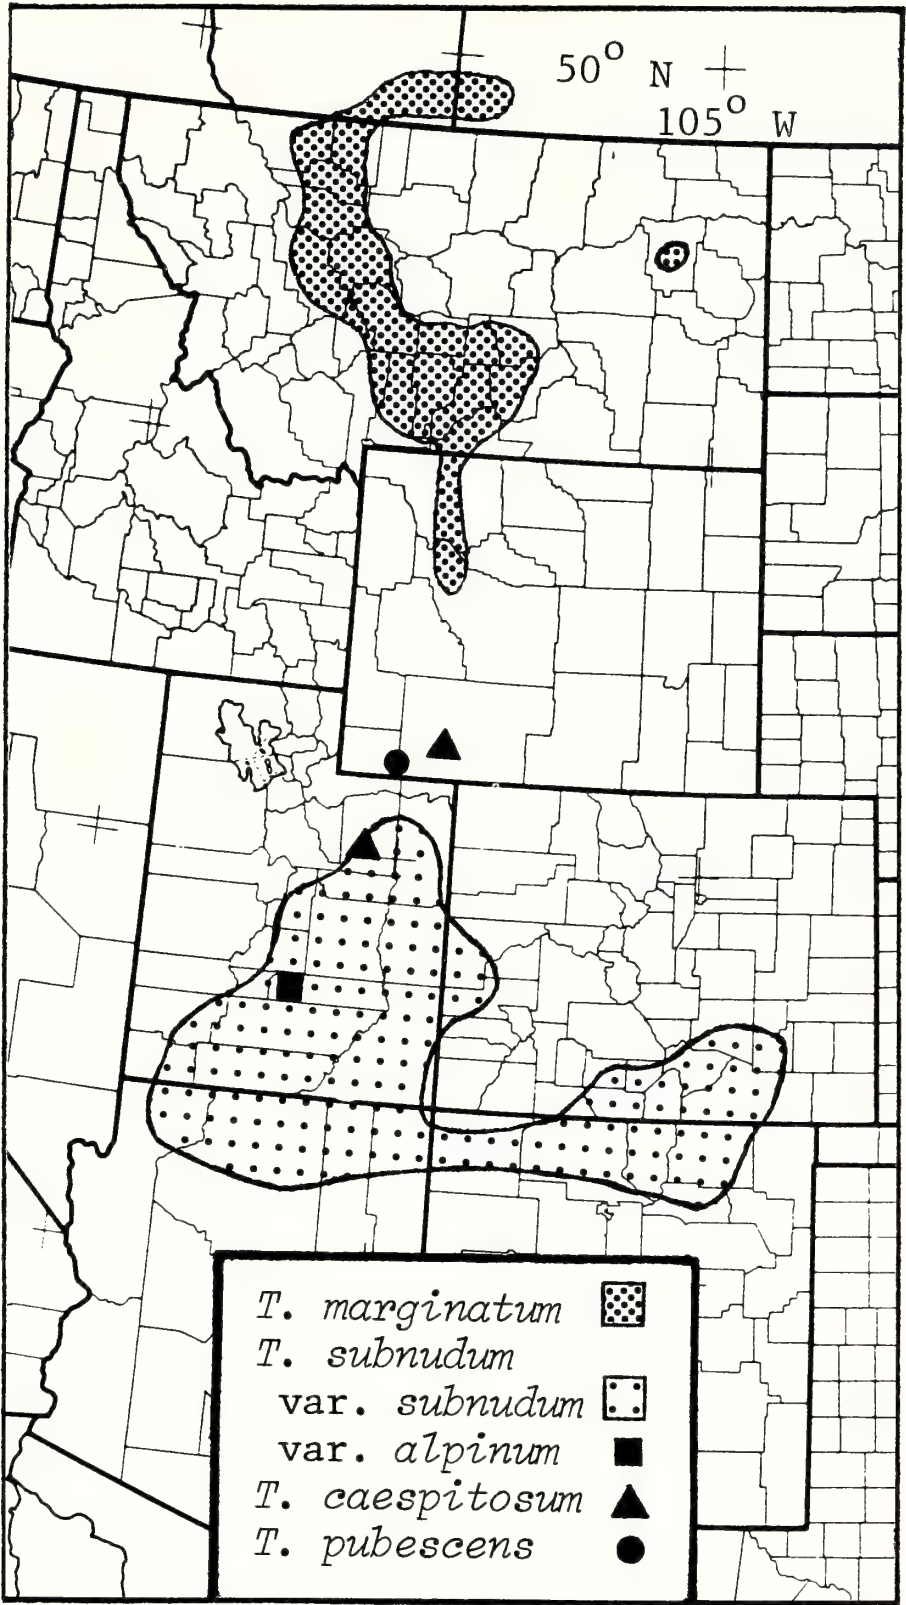 50° N
105° W
T. marginatum
T. subnudum
var. subnudum
var. alpinum
T. caespitosum
T. pubescens